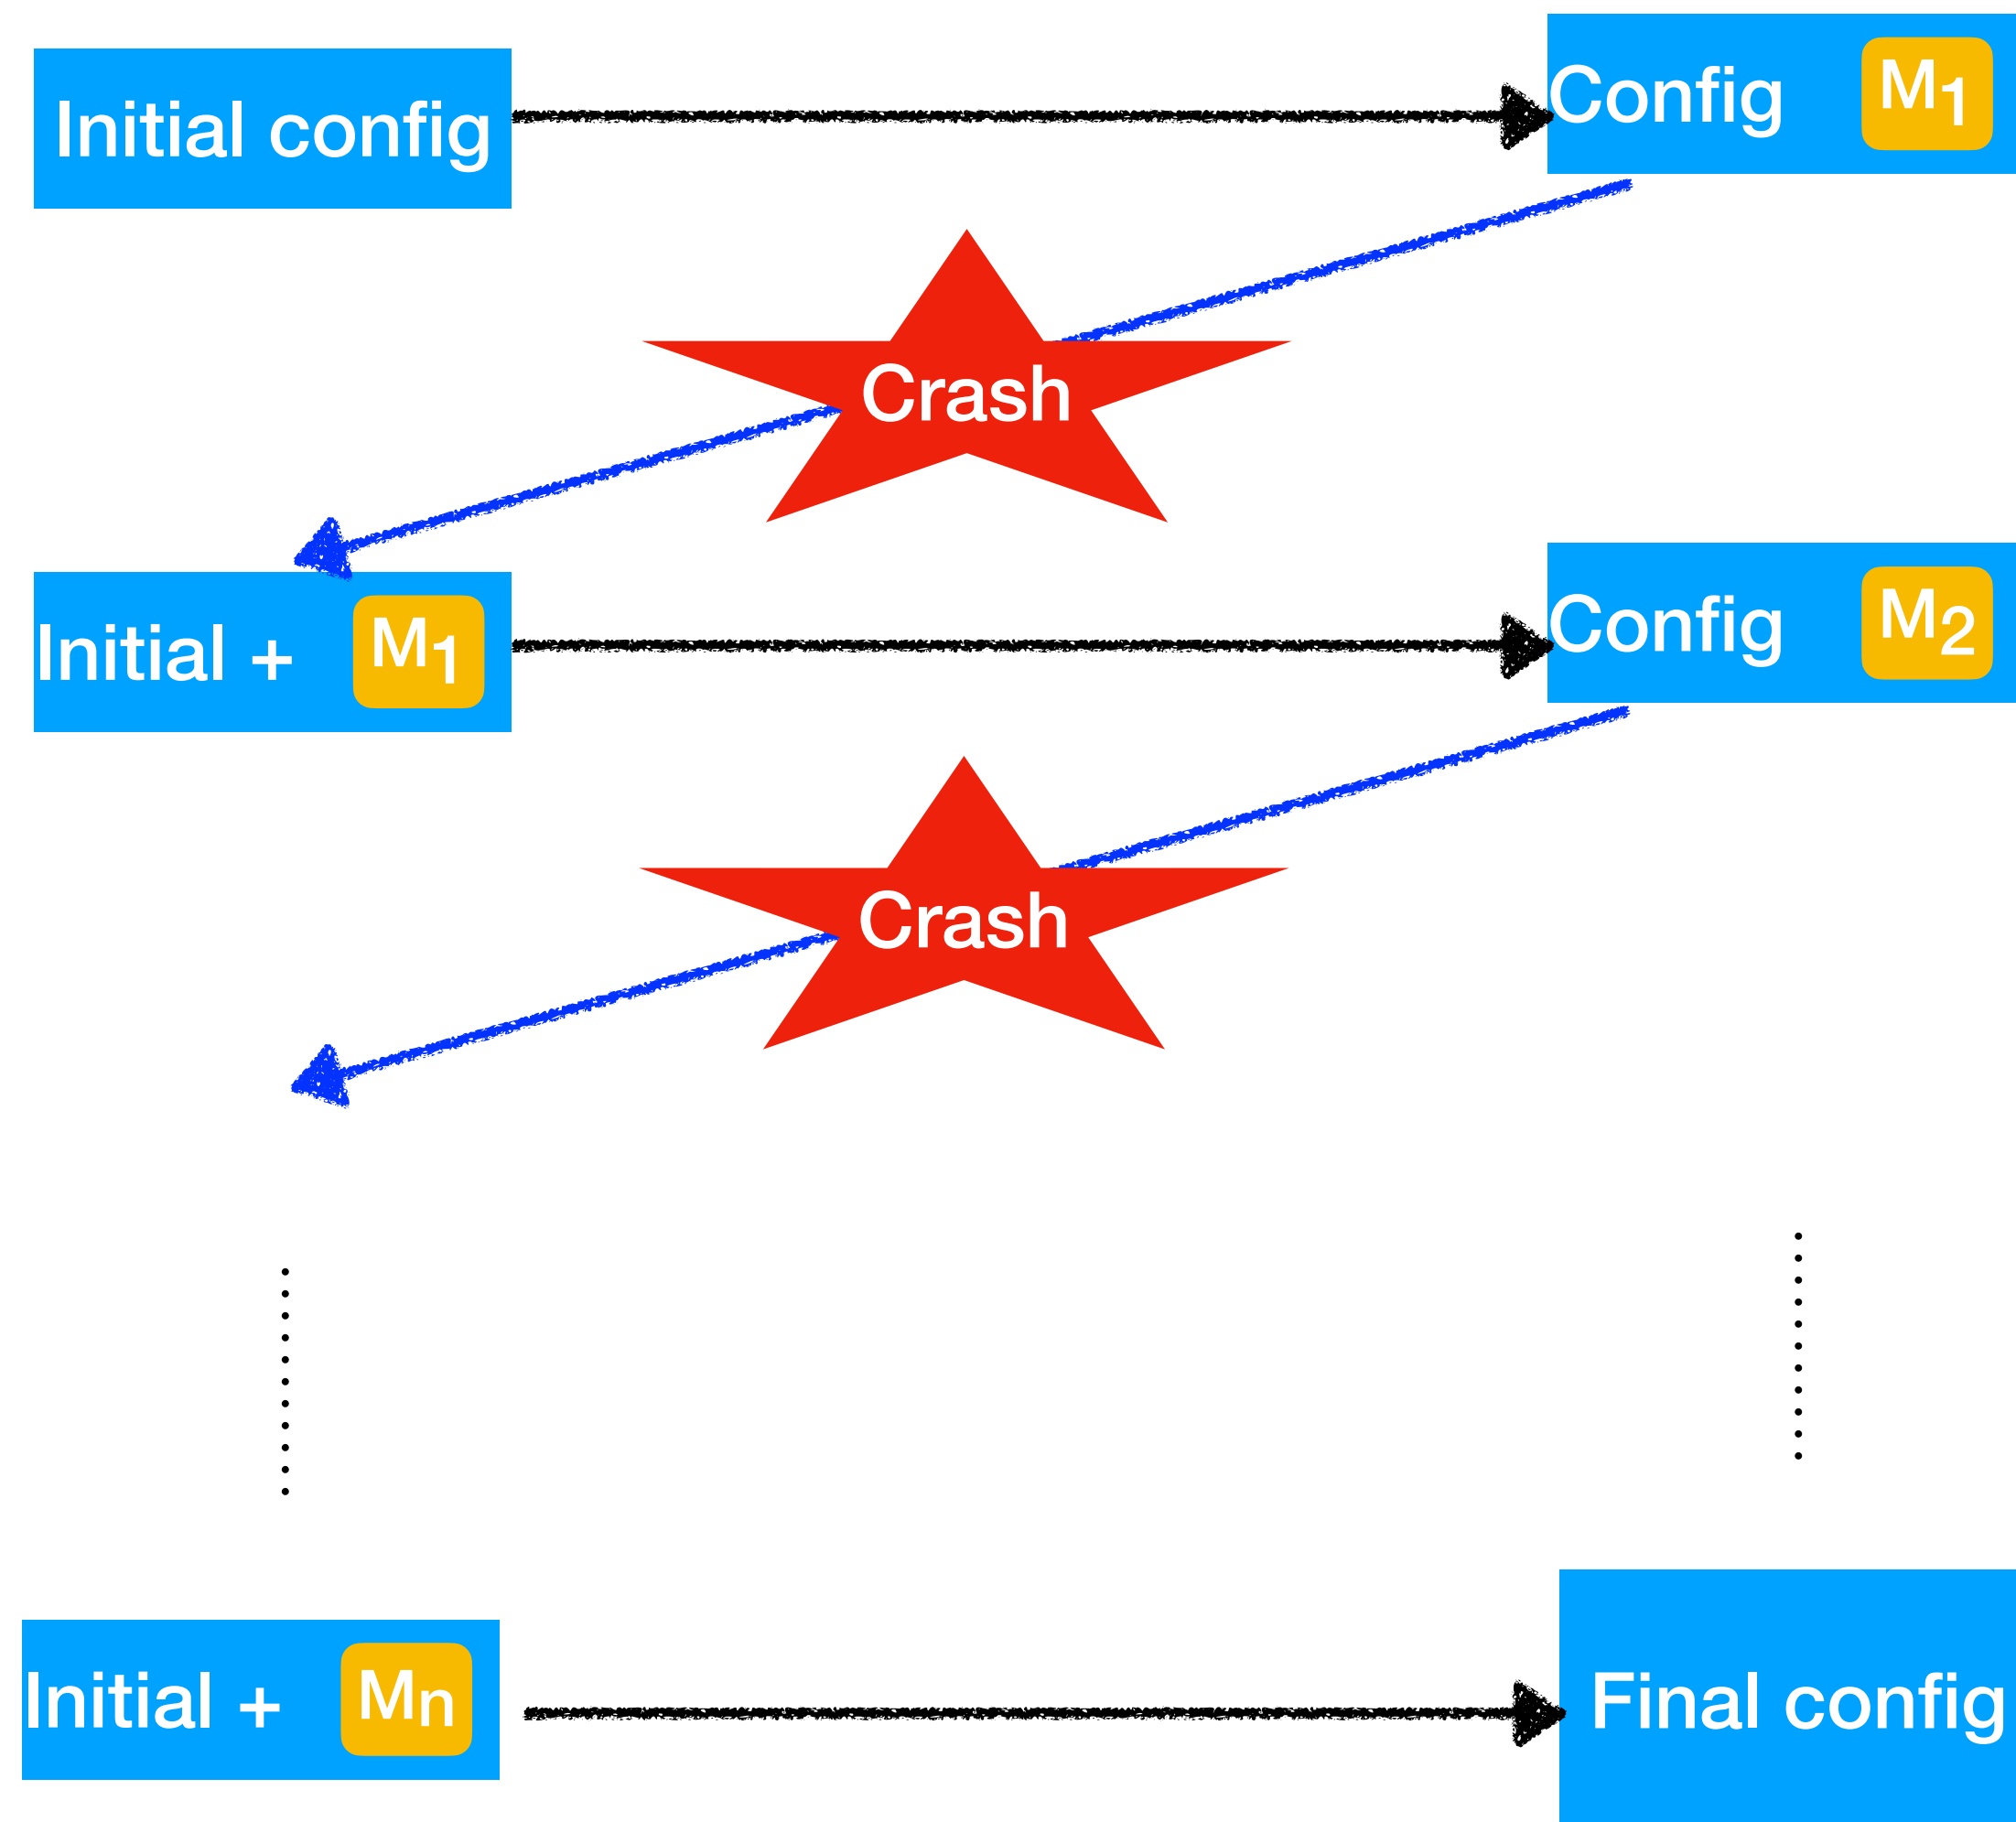 Initial config
Config M₁
Crash
Initial + M₁
Config M₂
Crash
Initial + Mₙ
Final config